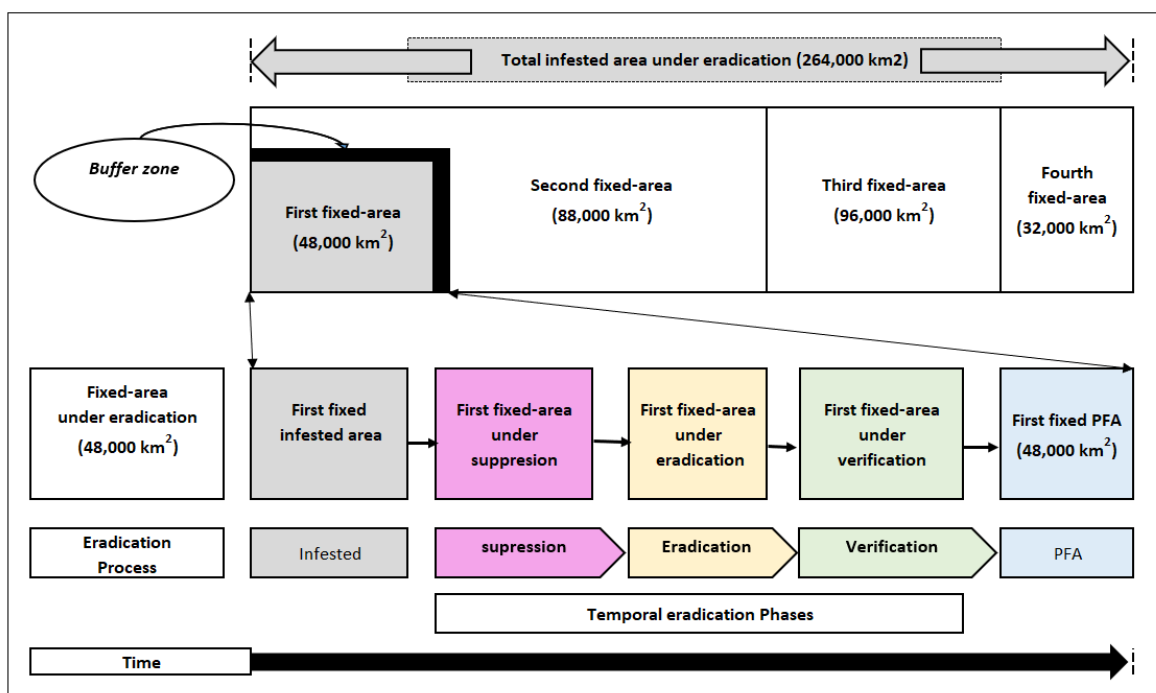 Total infested area under eradication (264,000 km2)
Buffer zone
First fixed-area
(48,000 km²)
Second fixed-area
(88,000 km²)
Third fixed-area
(96,000 km²)
Fourth
fixed-area
(32,000 km²)
Fixed-area
under eradication
(48,000 km²)
First fixed
infested area
First fixed-area
under
suppresion
First fixed-area
under
eradication
First fixed-area
under
verification
First fixed PFA
(48,000 km²)
Eradication
Process
Infested
supression
Eradication
Verification
PFA
Temporal eradication Phases
Time